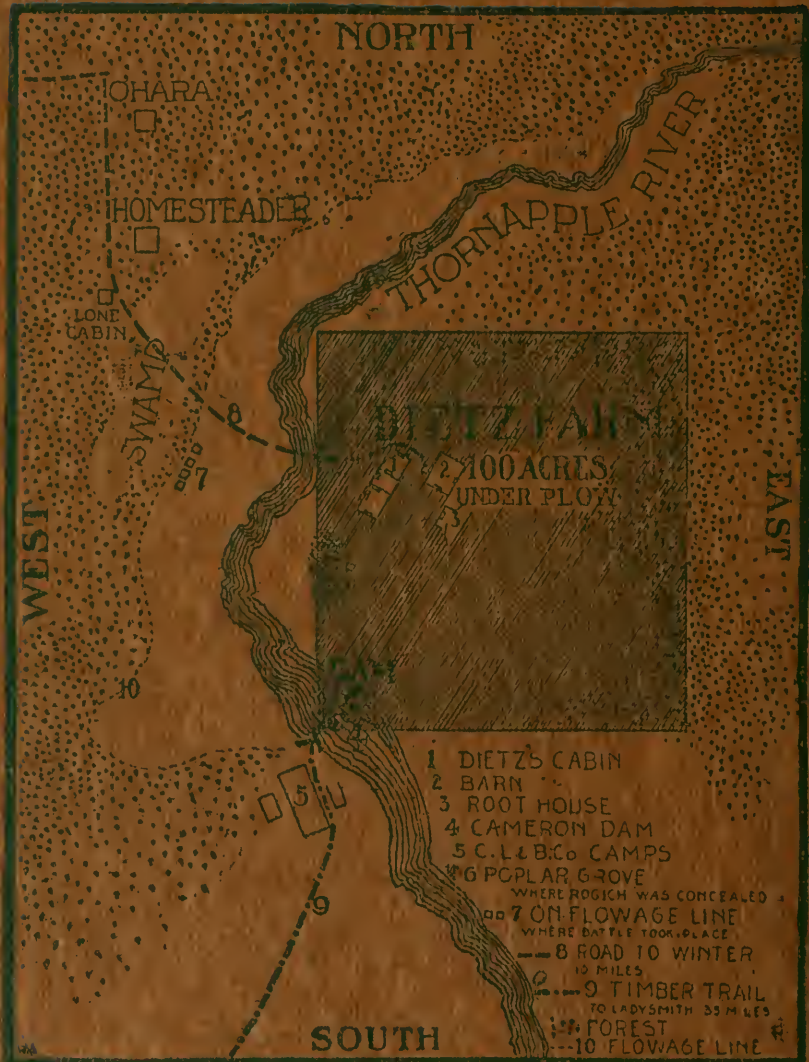 NORTH
OHARA
HOMESTEADER
LONE
CABIN
THORNAPPLE RIVER
SWAMP
8
7
DIETZ FARM
1
2
100 ACRES
UNDER PLOW
3
WEST
EAST
10
4
5
9
1 DIETZ'S CABIN
2 BARN
3 ROOT HOUSE
4 CAMERON DAM
5 C.L & B.Co CAMPS
6 POPLAR GROVE
WHERE ROGICH WAS CONCEALED
7 ON FLOWAGE LINE
WHERE BATTLE TOOK PLACE
8 ROAD TO WINTER
MILES
9 TIMBER TRAIL
TO LADYSMITH 35 MILES
FOREST
10 FLOWAGE LINE
SOUTH